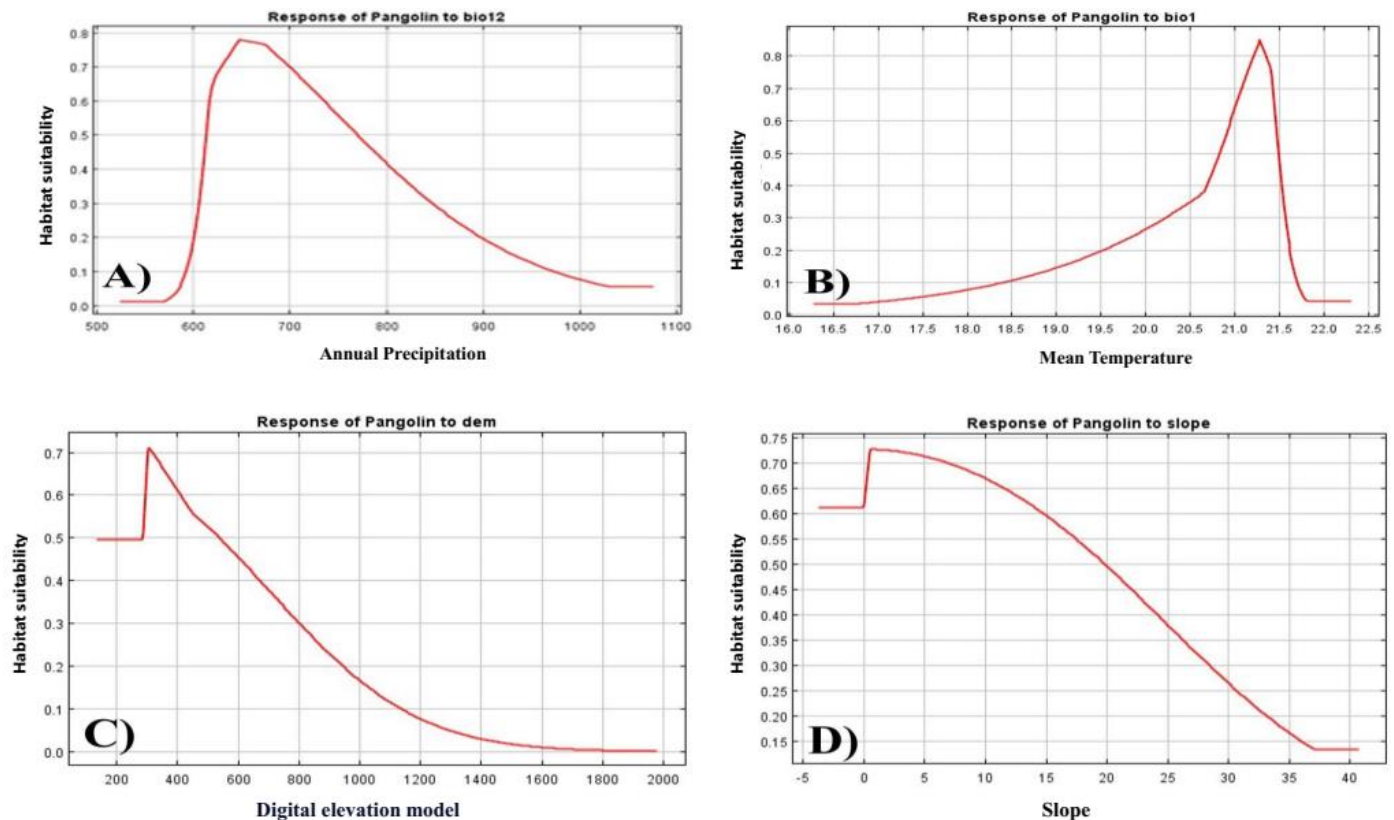 Response of Pangolin to bio12
Habitat suitability
0.8
0.7
0.6
0.5
0.4
0.3
0.2
0.1
0.0
A)
500 600 700 800 900 1000 1100
Annual Precipitation
Response of Pangolin to bio1
Habitat suitability
0.8
0.7
0.6
0.5
0.4
0.3
0.2
0.1
0.0
B)
16.0 16.5 17.0 17.5 18.0 18.5 19.0 19.5 20.0 20.5 21.0 21.5 22.0 22.5
Mean Temperature
Response of Pangolin to dem
Habitat suitability
0.7
0.6
0.5
0.4
0.3
0.2
0.1
0.0
C)
200 400 600 800 1000 1200 1400 1600 1800 2000
Digital elevation model
Response of Pangolin to slope
Habitat suitability
0.75
0.70
0.65
0.60
0.55
0.50
0.45
0.40
0.35
0.30
0.25
0.20
0.15
D)
-5 0 5 10 15 20 25 30 35 40
Slope